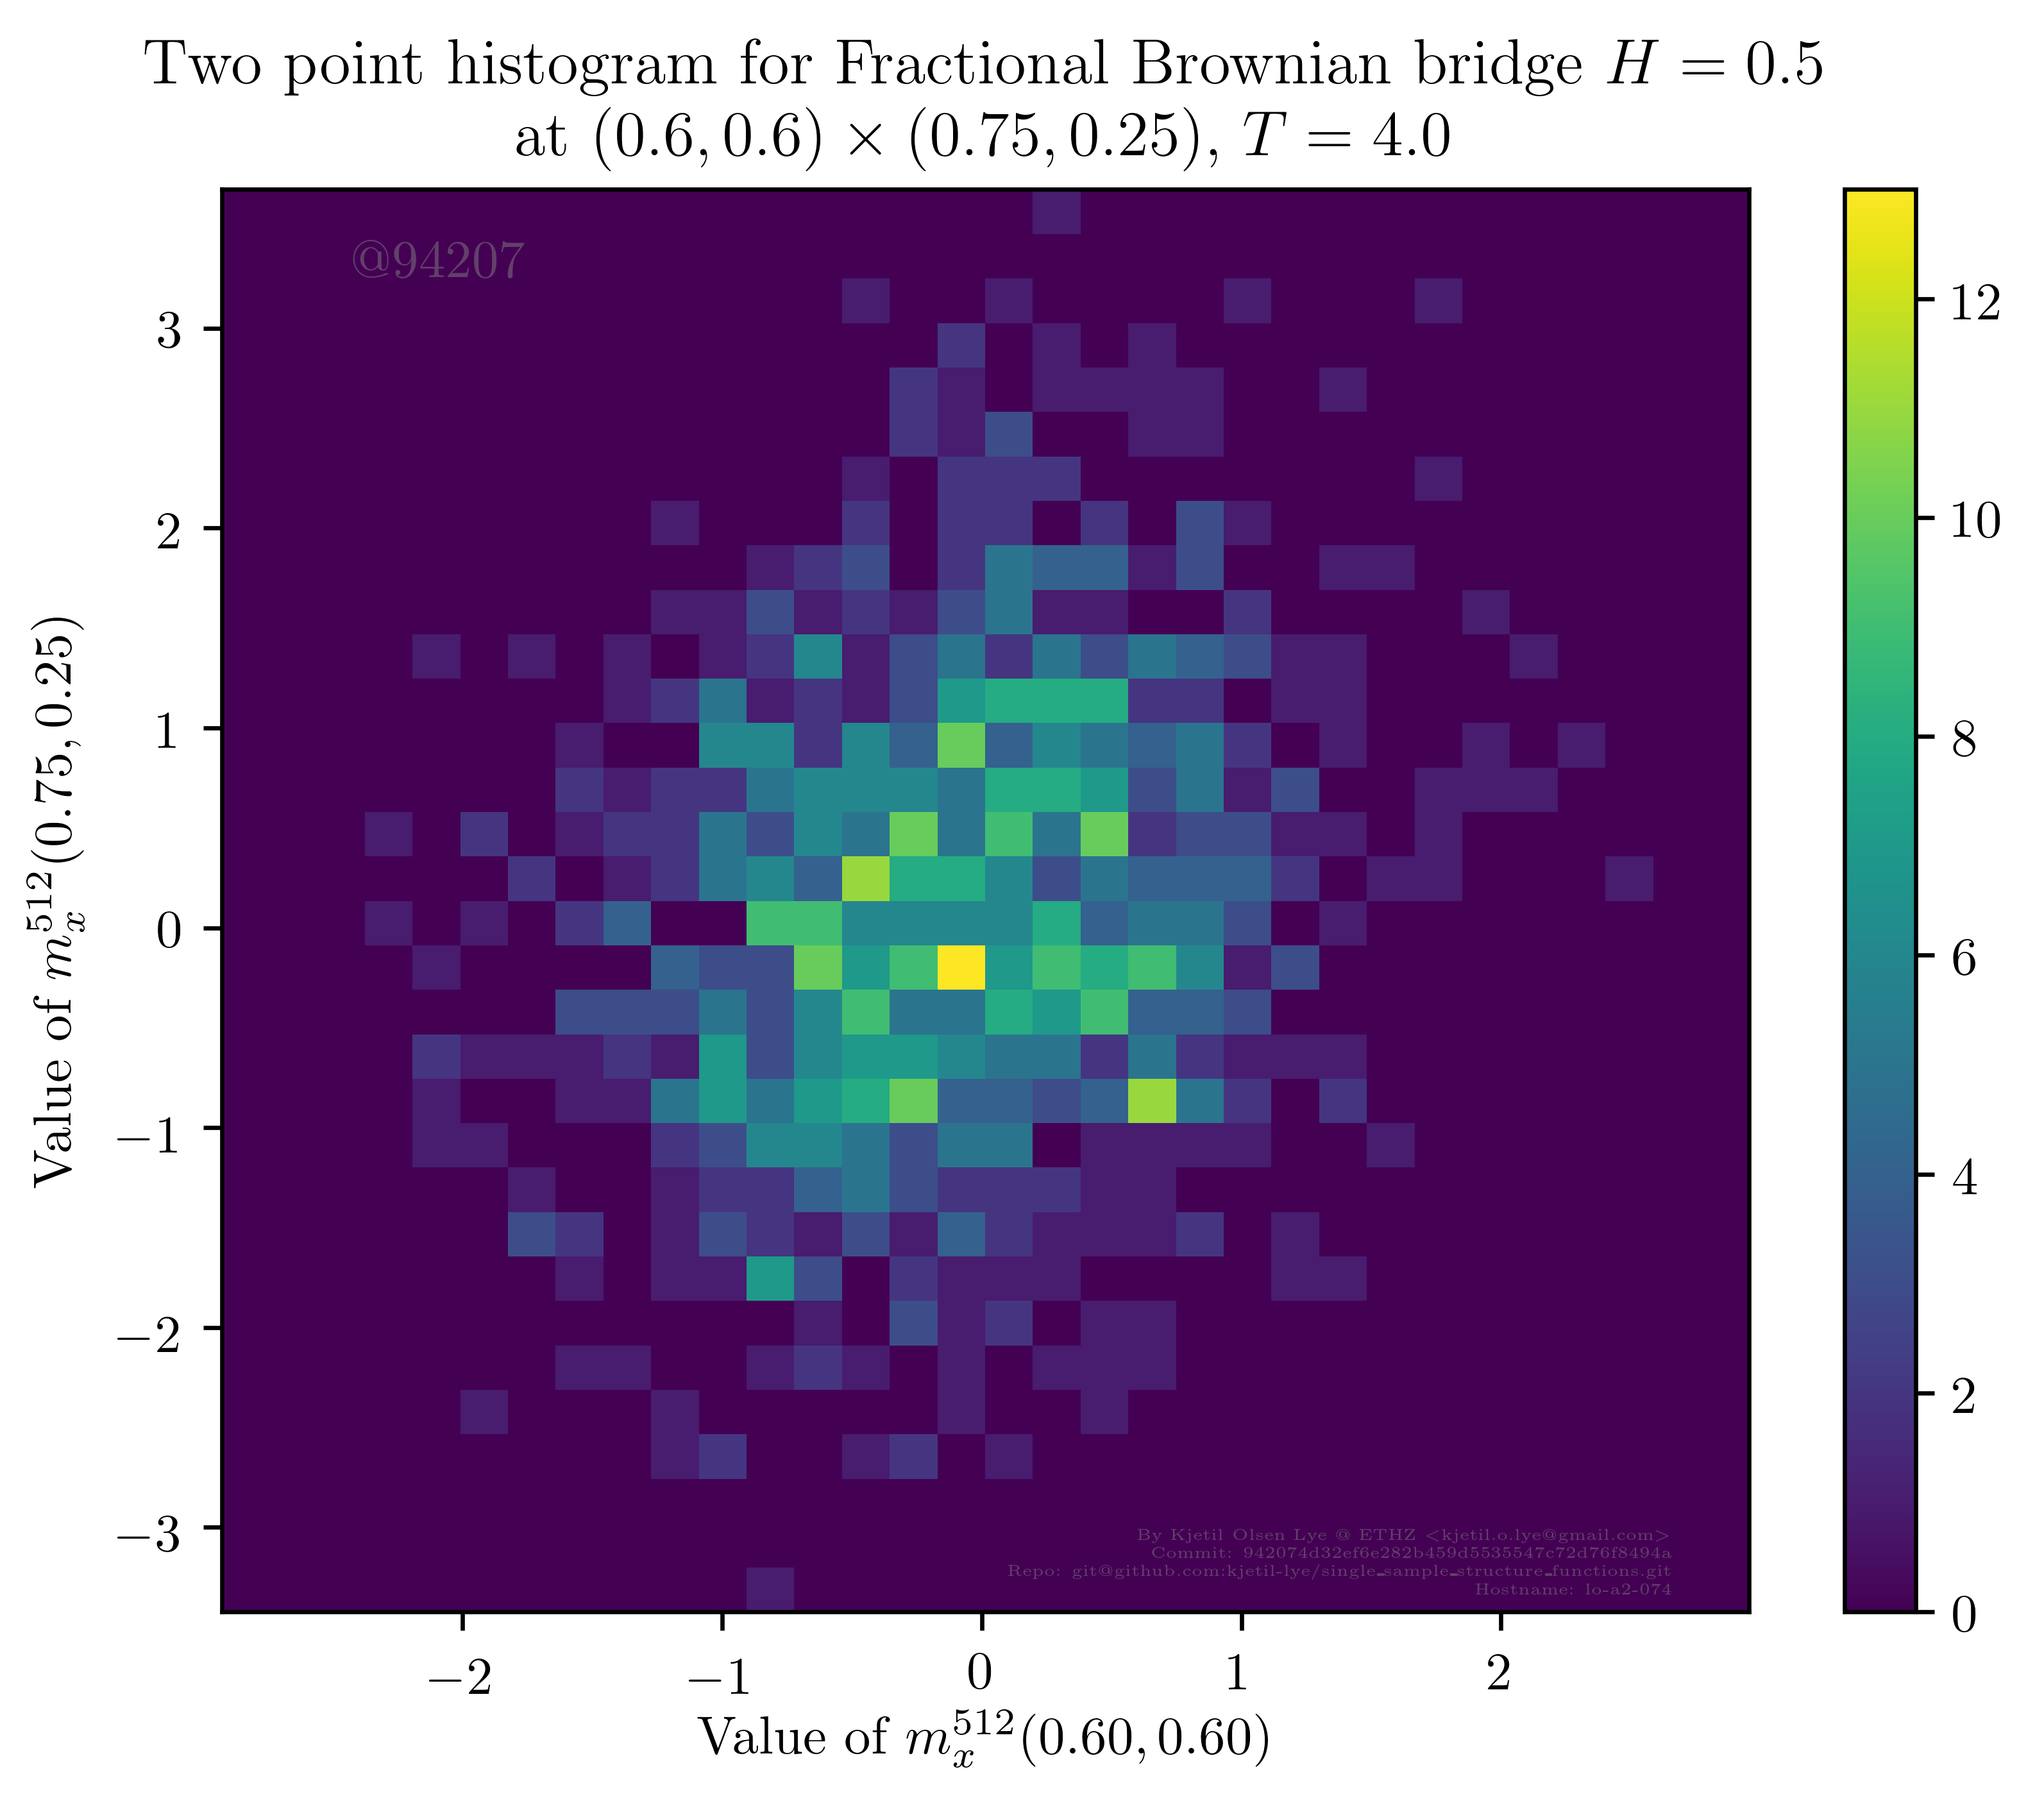 Two point histogram for Fractional Brownian bridge H = 0.5
at (0.6, 0.6) × (0.75, 0.25), T = 4.0
@94207
3
2
1
0
−1
−2
−3
Value of m_x^{512}(0.75, 0.25)
−2
−1
0
1
2
Value of m_x^{512}(0.60, 0.60)
12
10
8
6
4
2
0
By Kjetil Olsen Lye @ ETHZ <kjetil.o.lye@gmail.com>
Commit: 942074d32ef6e282b459d5535547c72d76f8494a
Repo: git@github.com:kjetil-lye/single_sample_structure_functions.git
Hostname: lo-a2-074